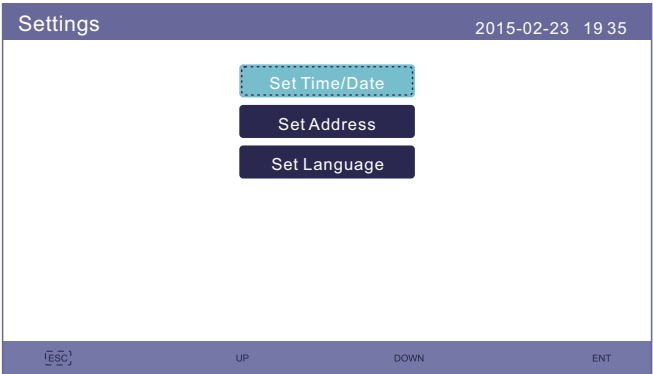 Settings 2015-02-23 19 35
Set Time/Date
Set Address
Set Language
ESC UP DOWN ENT